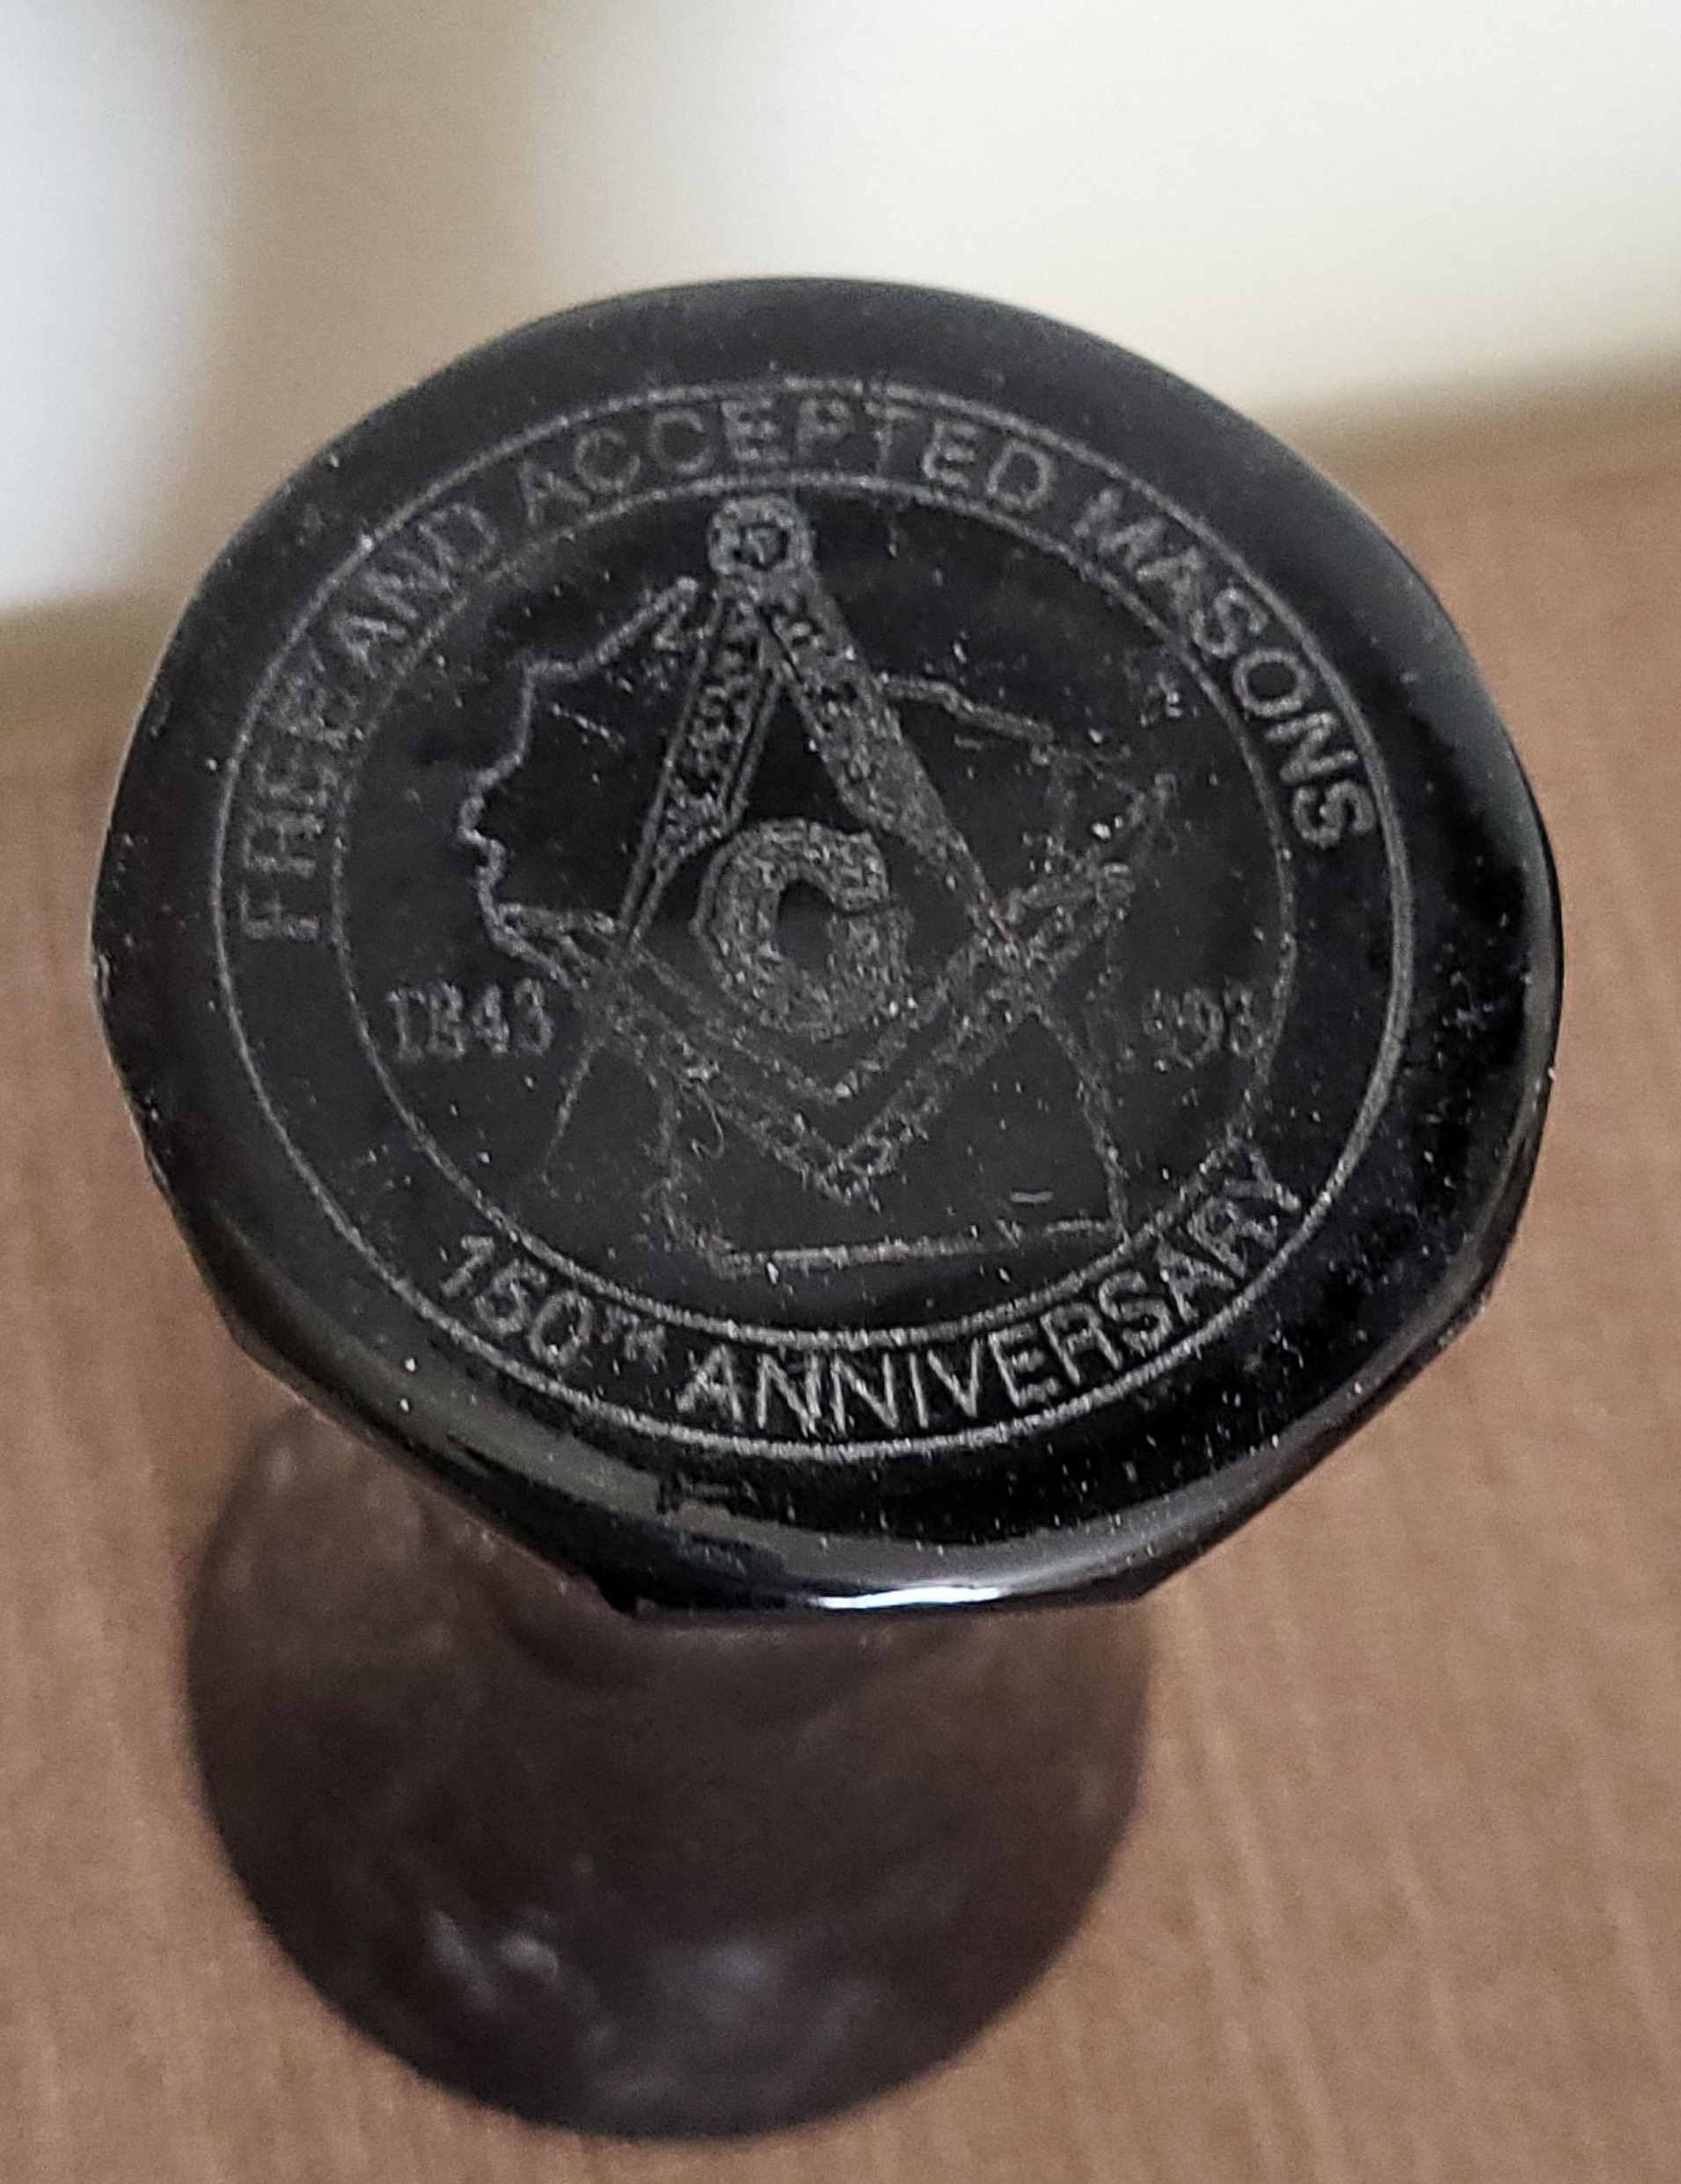 FREE AND ACCEPTED MASONS
G
1843
150TH ANNIVERSARY